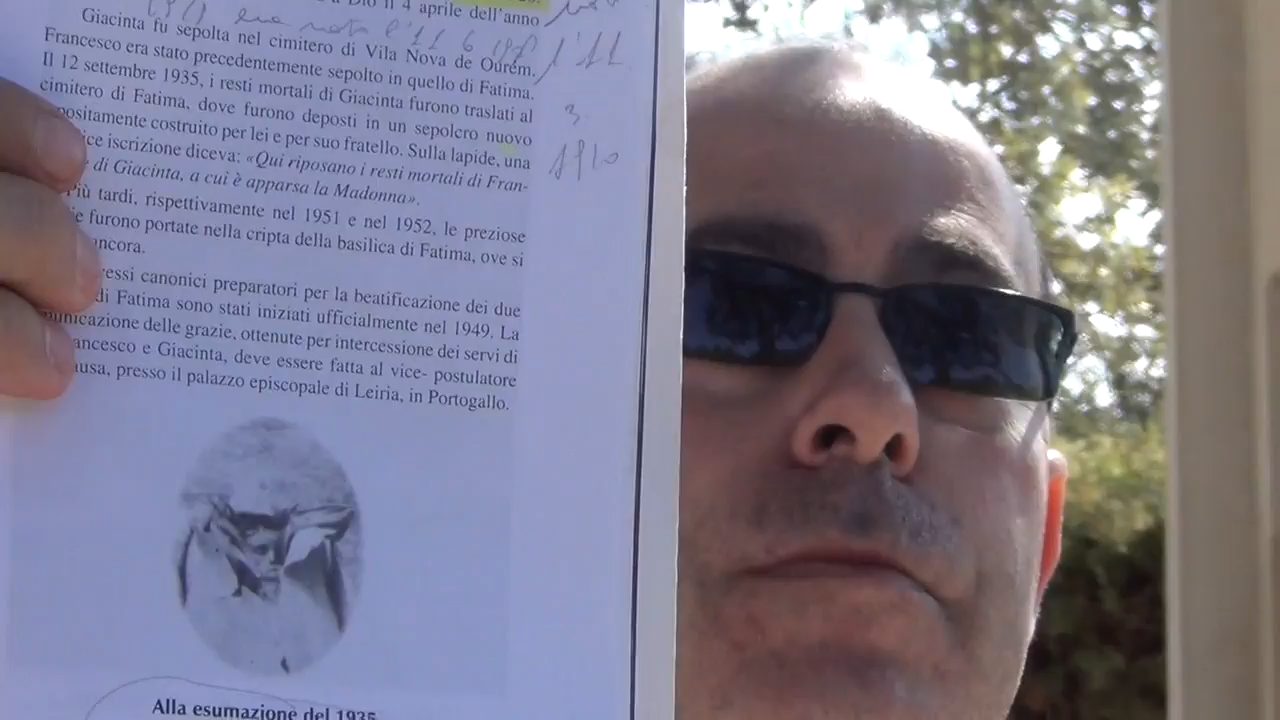 Dio il 4 aprile dell'anno
Giacinta fu sepolta nel cimitero di Vila Nova de Ourém.
Francesco era stato precedentemente sepolto in quello di Fatima.
Il 12 settembre 1935, i resti mortali di Giacinta furono traslati al
cimitero di Fatima, dove furono deposti in un sepolcro nuovo
positamente costruito per lei e per suo fratello. Sulla lapide, una
ice iscrizione diceva: «Qui riposano i resti mortali di Fran-
e di Giacinta, a cui è apparsa la Madonna».
Più tardi, rispettivamente nel 1951 e nel 1952, le preziose
ie furono portate nella cripta della basilica di Fatima, ove si
ancora.
essi canonici preparatori per la beatificazione dei due
di Fatima sono stati iniziati ufficialmente nel 1949. La
municazione delle grazie, ottenute per intercessione dei servi di
ancesco e Giacinta, deve essere fatta al vice- postulatore
ausa, presso il palazzo episcopale di Leiria, in Portogallo.
l'11
3
1910
Alla esumazione del 1935